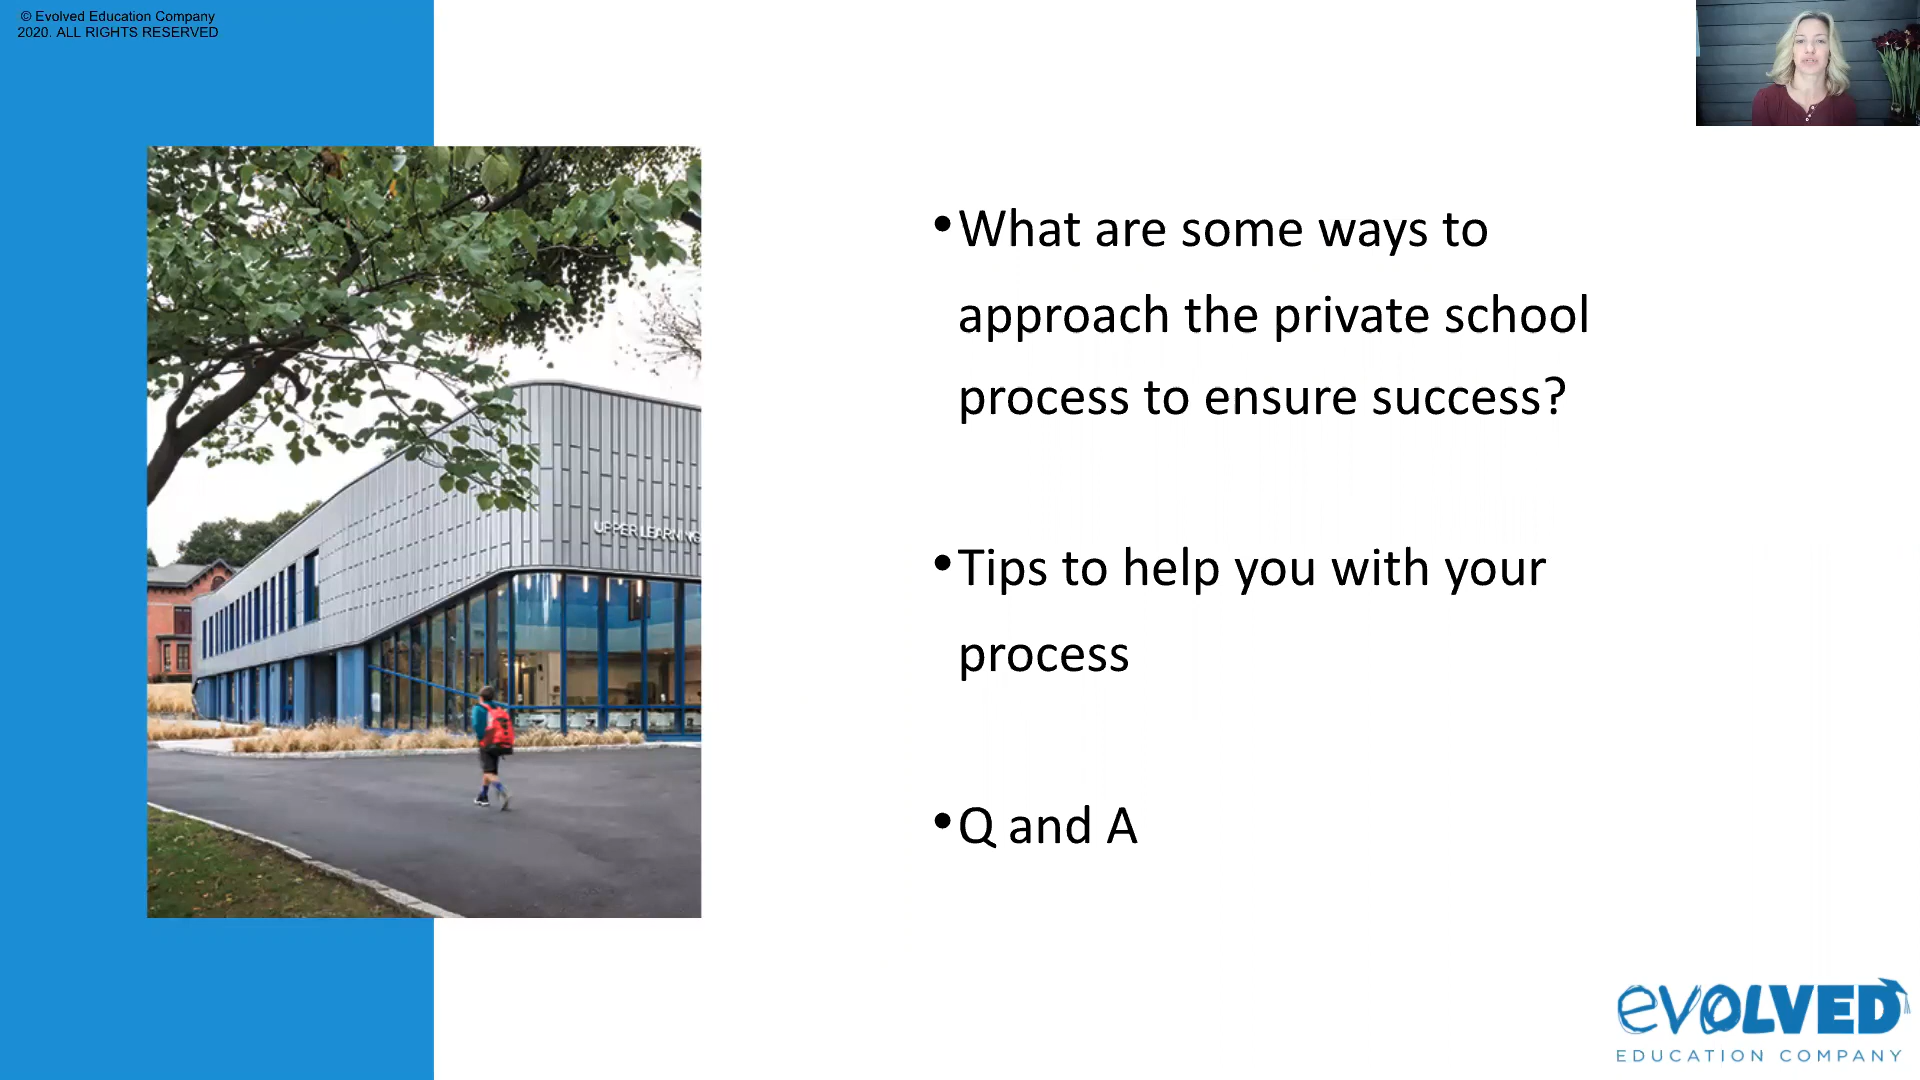 © Evolved Education Company
2020. ALL RIGHTS RESERVED
UPPER LEARNING
•What are some ways to
approach the private school
process to ensure success?
•Tips to help you with your
process
•Q and A
evOLVED
EDUCATION COMPANY